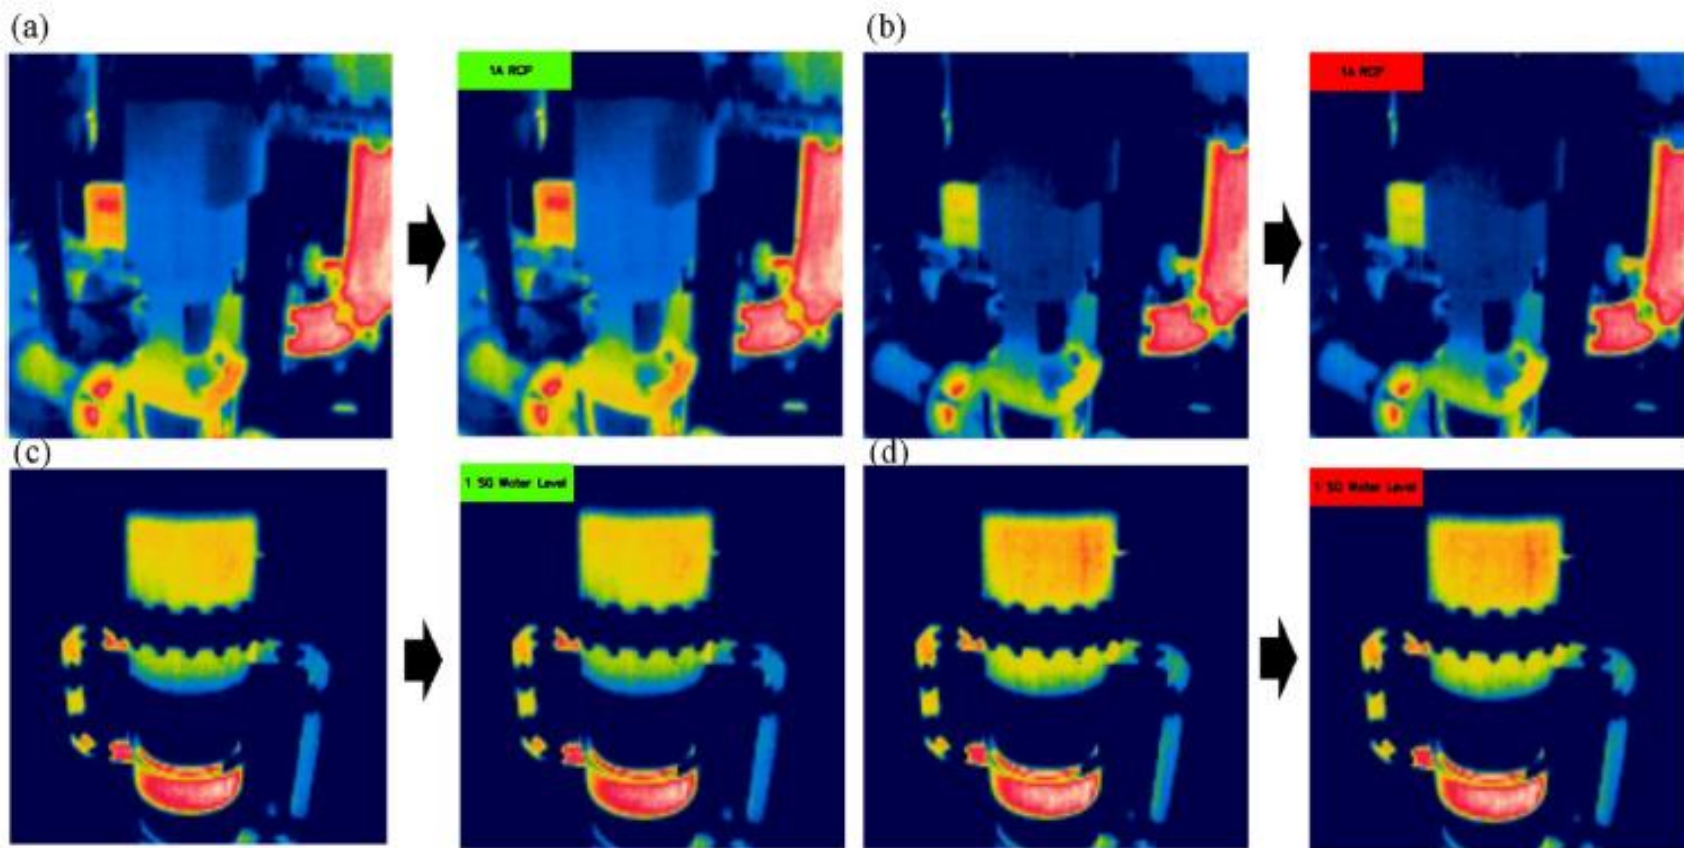 (a)
(b)
1A RCP
1A RCP
(c)
(d)
1 SG Water Level
1 SG Water Level